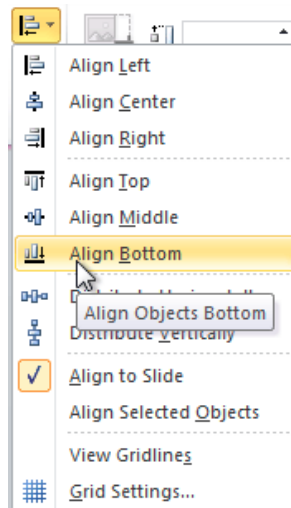 Align Left
Align Center
Align Right
Align Top
Align Middle
Align Bottom
Align Objects Bottom
Distribute Vertically
Align to Slide
Align Selected Objects
View Gridlines
Grid Settings...